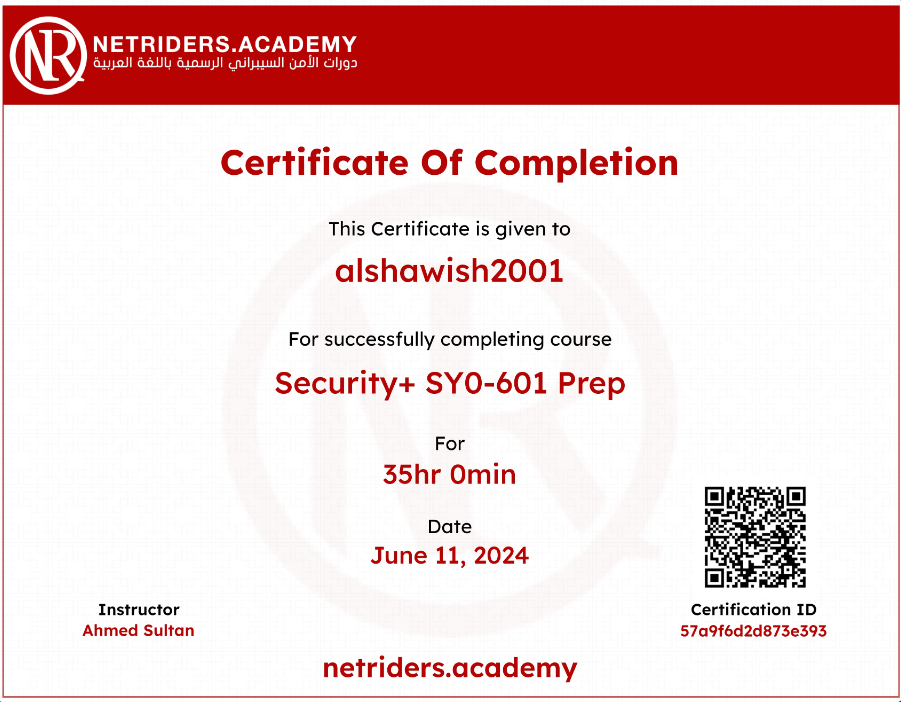 NR NETRIDERS.ACADEMY
دورات الأمن السيبراني الرسمية باللغة العربية
Certificate Of Completion
This Certificate is given to
alshawish2001
For successfully completing course
Security+ SY0-601 Prep
For
35hr 0min
Date
June 11, 2024
Instructor
Ahmed Sultan
Certification ID
57a9f6d2d873e393
netriders.academy